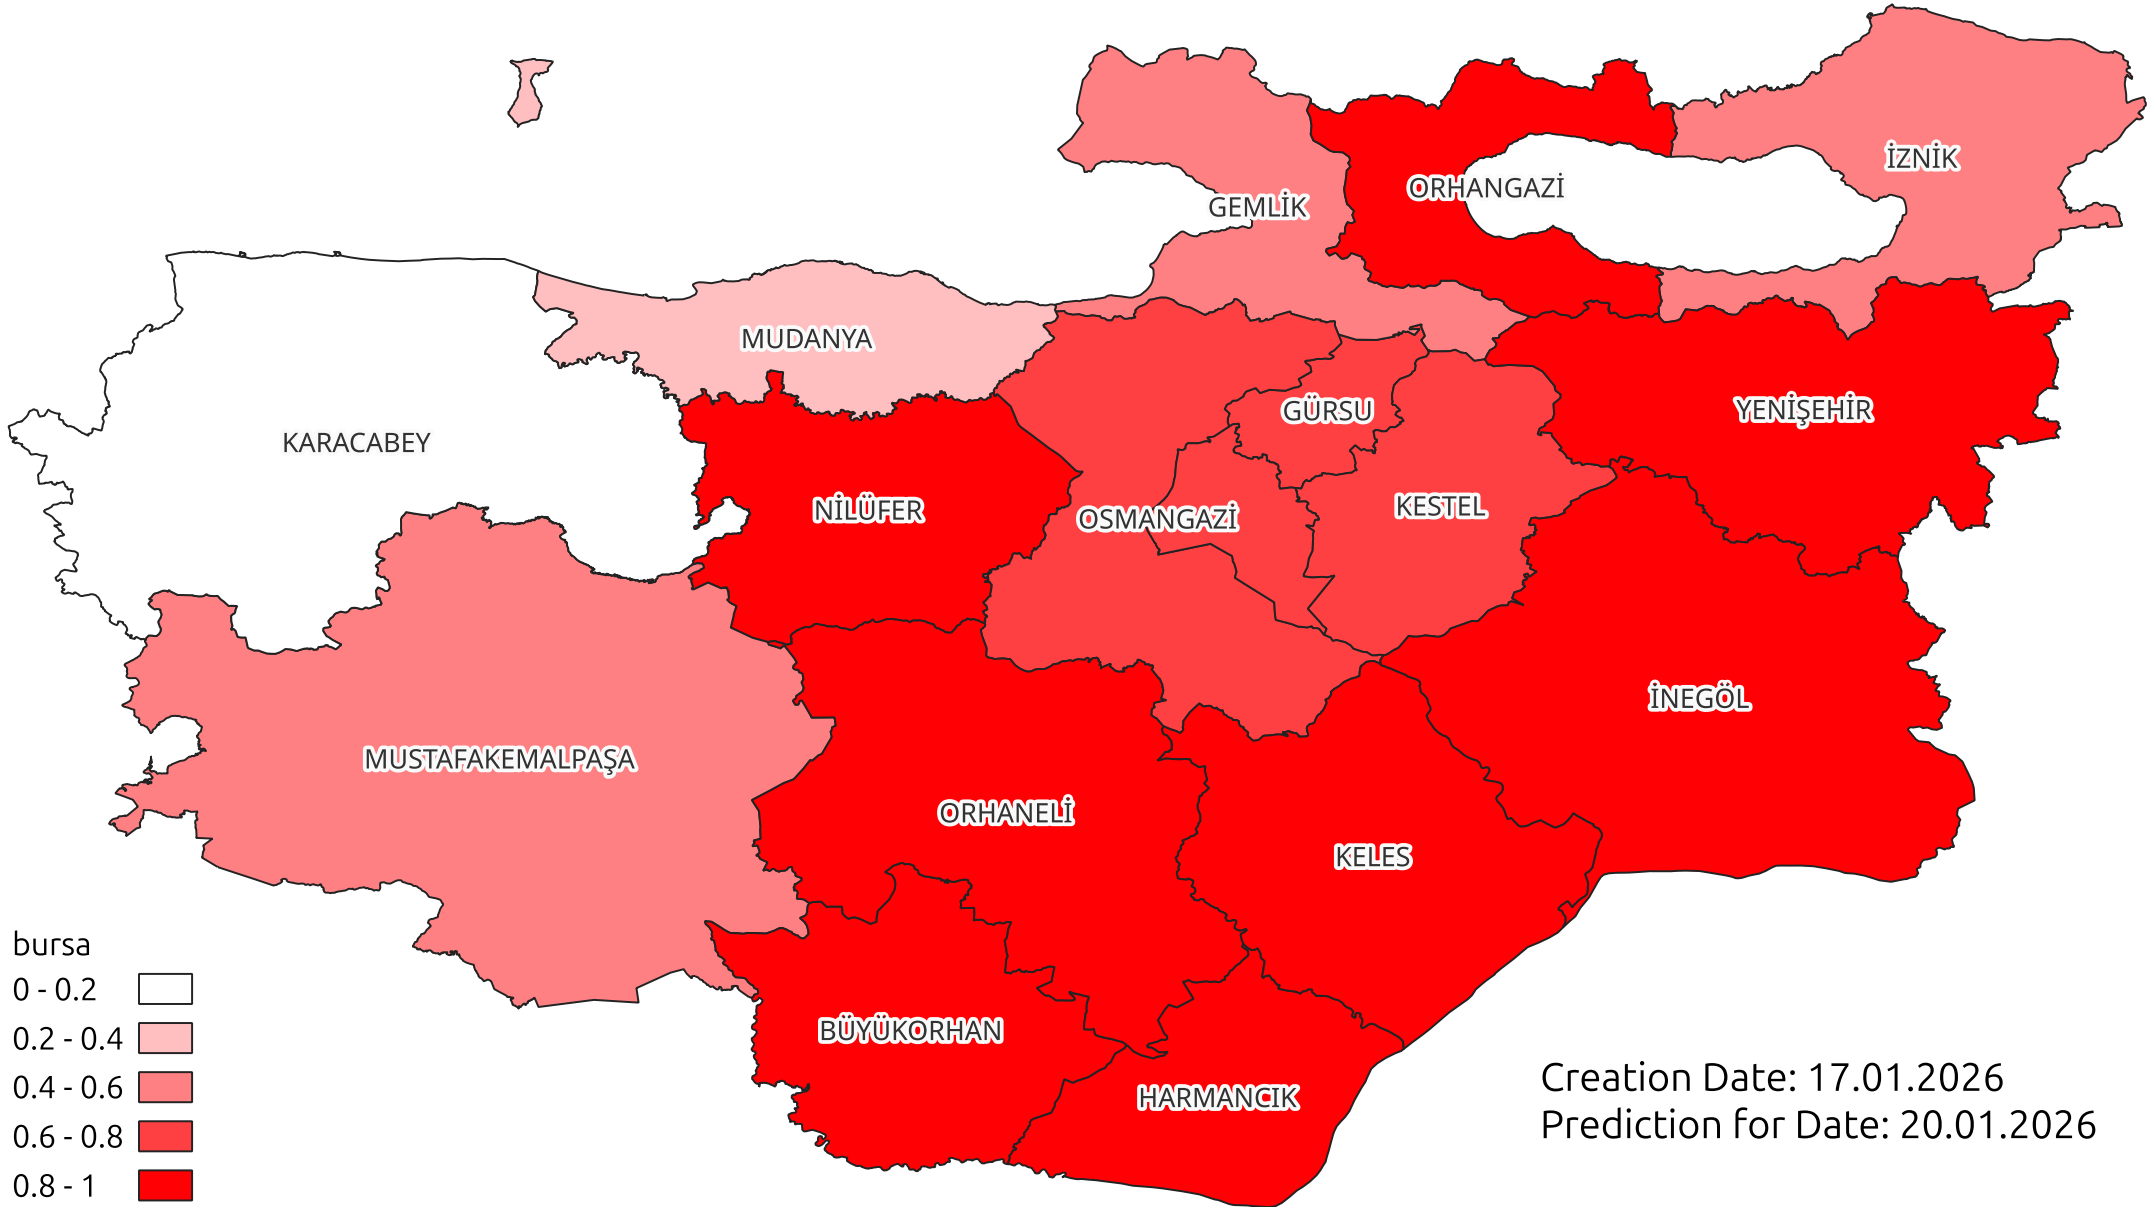 İZNİK
ORHANGAZİ
GEMLİK
MUDANYA
GÜRSU
YENİŞEHİR
KARACABEY
NİLÜFER
OSMANGAZİ
KESTEL
İNEGÖL
MUSTAFAKEMALPAŞA
ORHANELİ
KELES
BÜYÜKORHAN
HARMANCIK
bursa
0 - 0.2
0.2 - 0.4
0.4 - 0.6
0.6 - 0.8
0.8 - 1
Creation Date: 17.01.2026
Prediction for Date: 20.01.2026